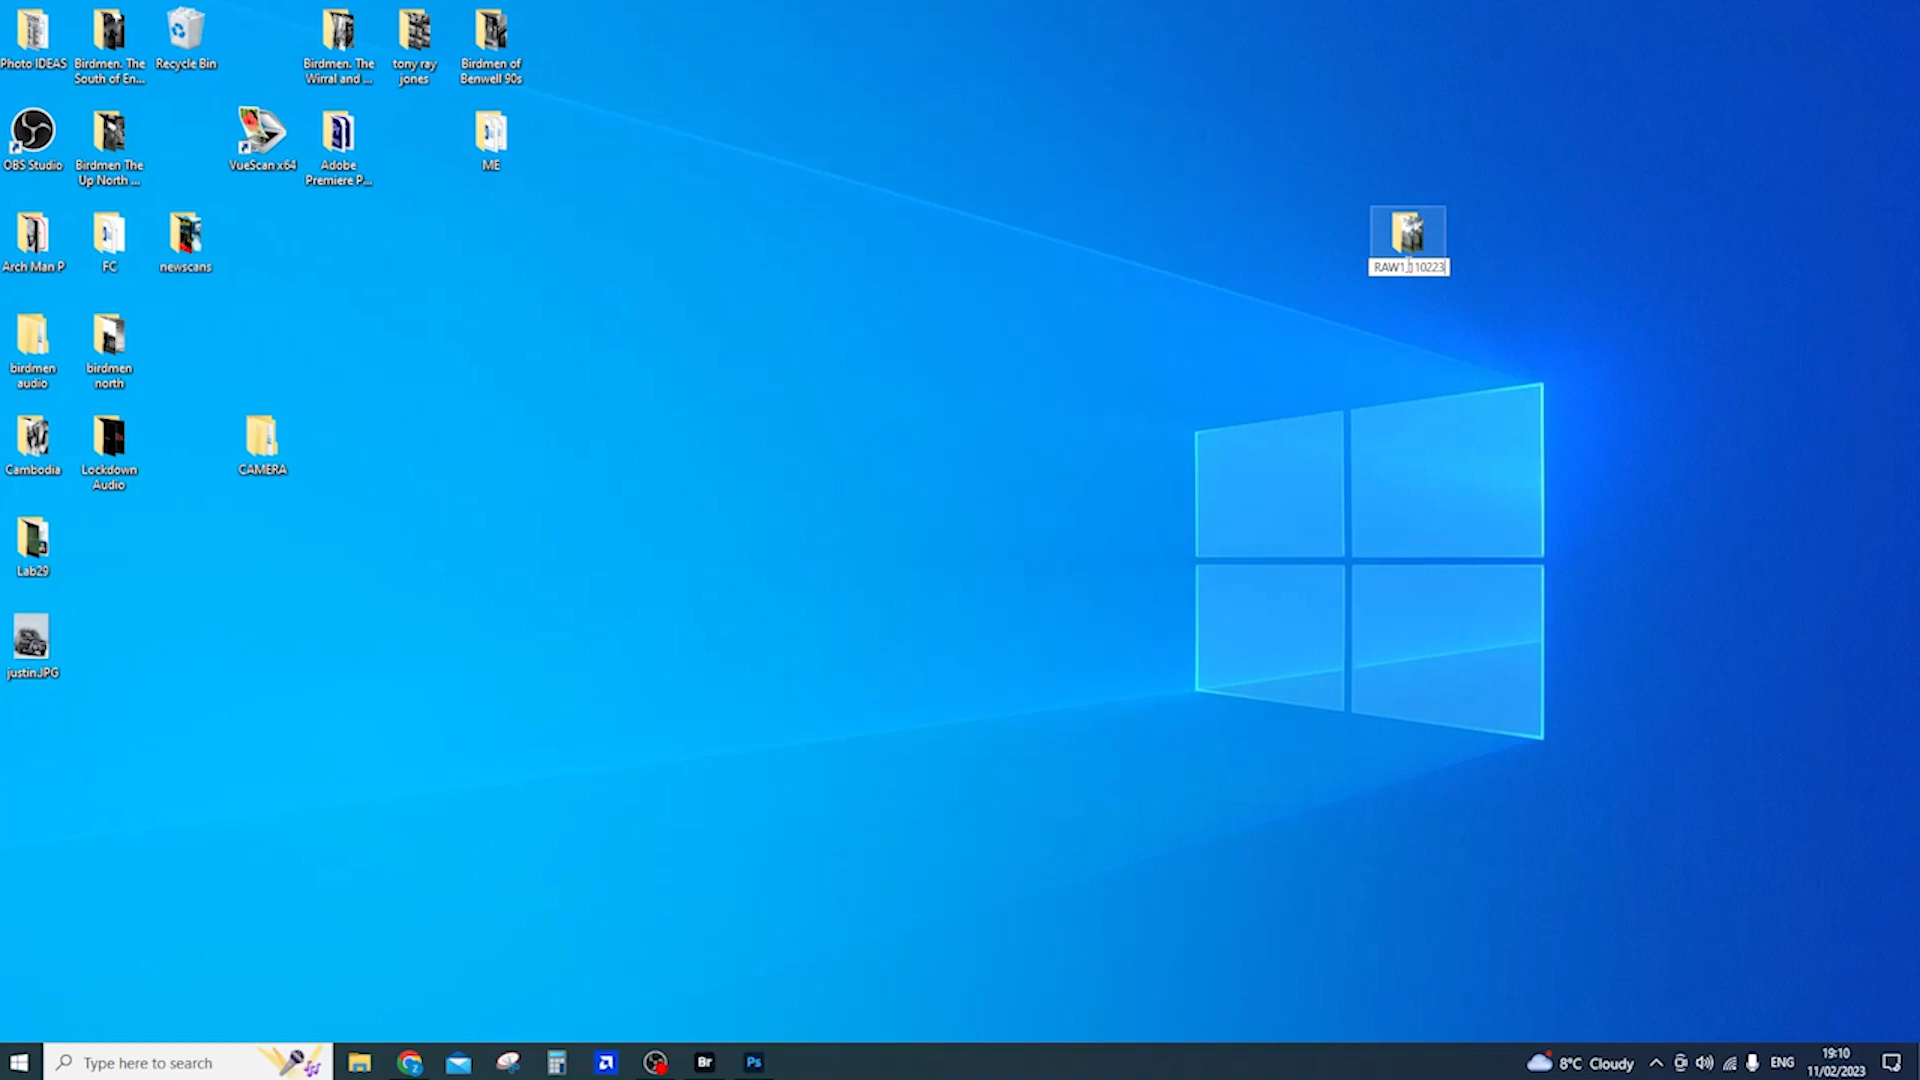 Photo IDEAS
Birdmen. The
South of En...
Recycle Bin
Birdmen. The
Wirral and ...
tony ray
jones
Birdmen of
Benwell 90s
OBS Studio
Birdmen The
Up North ...
VueScan x64
Adobe
Premiere P...
ME
Arch Man P
FC
newscans
birdmen
audio
birdmen
north
Cambodia
Lockdown
Audio
CAMERA
Lab29
justin.JPG
Type here to search
Br
Ps
8°C Cloudy
ENG
19:10
11/02/2023